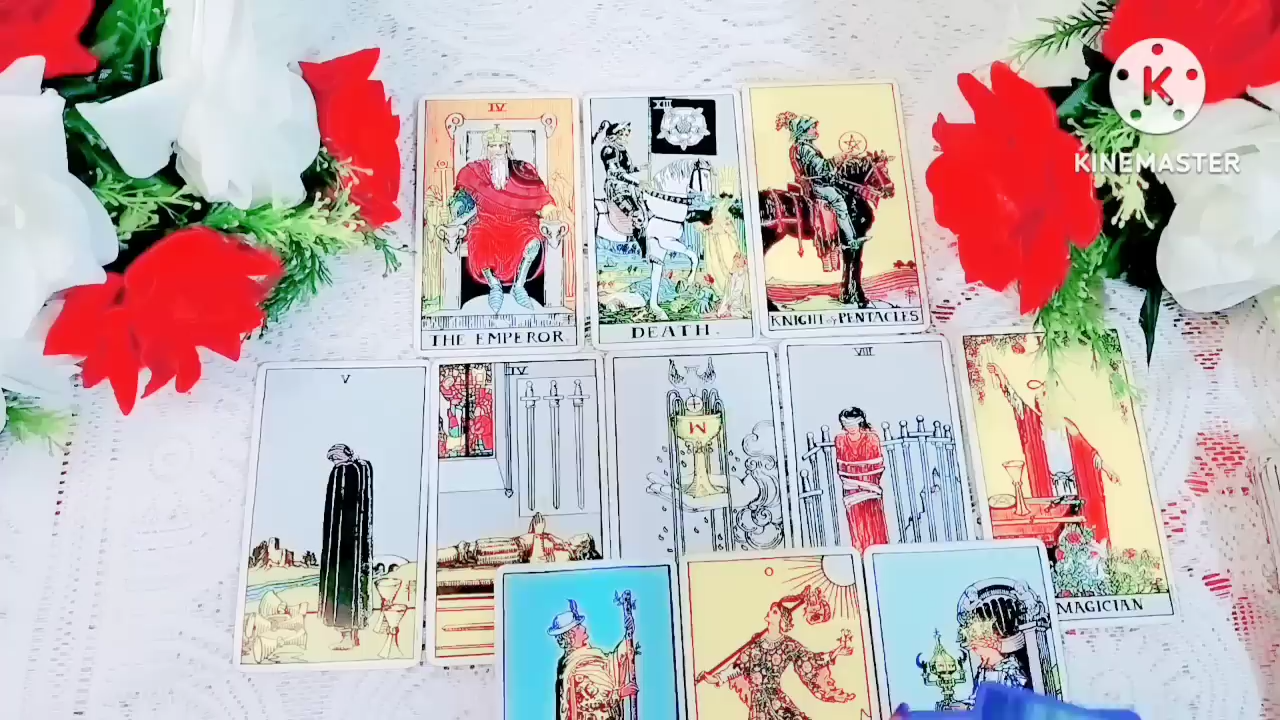 IV
THE EMPEROR.
XIII
DEATH.
KNIGHT of PENTACLES
K
KINEMASTER
V
IV
VIII
MAGICIAN
0